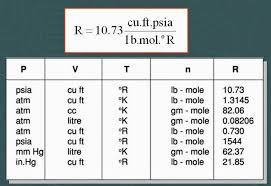 R = 10.73 cu.ft.psia / lb.mol.°R
P V T n R
psia cu ft °R lb - mole 10.73
atm cu ft °K lb - mole 1.3145
atm cc °K gm - mole 82.06
atm litre °K gm - mole 0.08206
atm cu ft °R lb - mole 0.730
psia cu ft °R lb - mole 1544
mm Hg litre °K gm - mole 62.37
in.Hg cu ft °R lb - mole 21.85